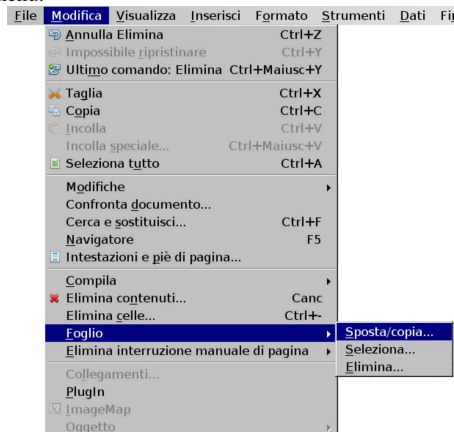 File Modifica Visualizza Inserisci Formato Strumenti Dati
Annulla Elimina Ctrl+Z
Impossibile ripristinare Ctrl+Y
Ultimo comando: Elimina Ctrl+Maiusc+Y
Taglia Ctrl+X
Copia Ctrl+C
Incolla Ctrl+V
Incolla speciale... Ctrl+Maiusc+V
Seleziona tutto Ctrl+A
Modifiche
Confronta documento...
Cerca e sostituisci... Ctrl+F
Navigatore F5
Intestazioni e piè di pagina...
Compila
Elimina contenuti... Canc
Elimina celle... Ctrl+-
Foglio Sposta/copia...
Elimina interruzione manuale di pagina Seleziona...
Elimina...
Collegamenti...
PlugIn
ImageMap
Oggetto